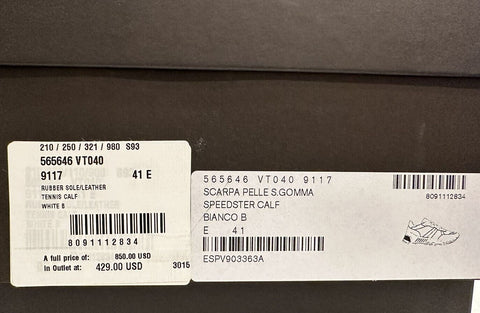 210 / 250 / 321 / 980 S93
565646 VT040
9117 41 E
RUBBER SOLE/LEATHER
TENNIS CALF
WHITE B
8091112834
A full price of: 850.00 USD
In Outlet at: 429.00 USD 3015
565646 VT040 9117
SCARPA PELLE S.GOMMA
SPEEDSTER CALF
BIANCO B
E 41
ESPV903363A
8091112834